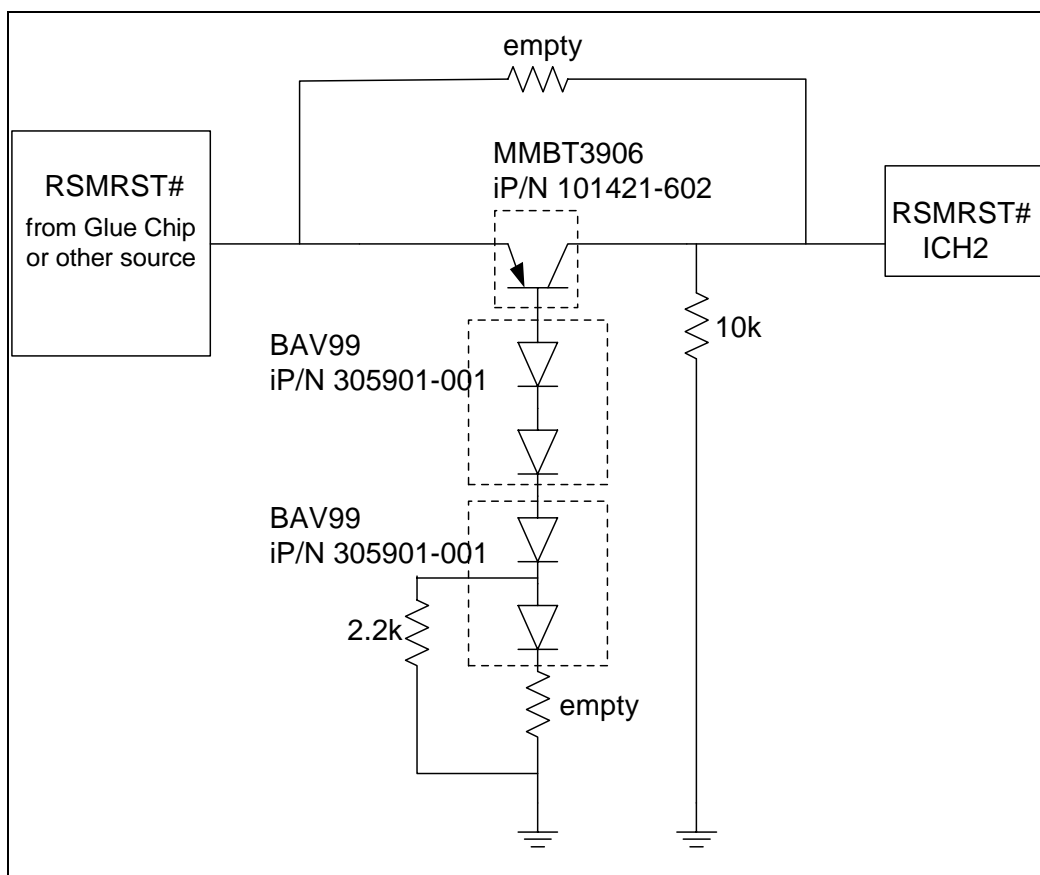 empty
MMBT3906
iP/N 101421-602
RSMRST#
from Glue Chip
or other source
RSMRST#
ICH2
10k
BAV99
iP/N 305901-001
BAV99
iP/N 305901-001
2.2k
empty